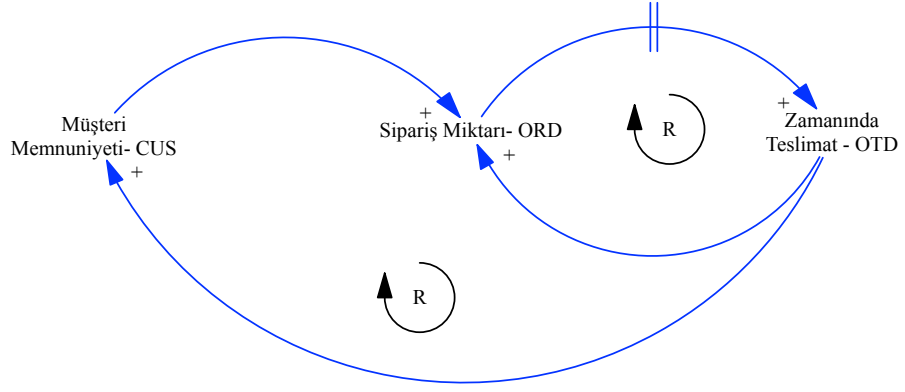 +
+
R
Müşteri
Memnuniyeti- CUS
+
Sipariş Miktarı- ORD
+
Zamanında
Teslimat - OTD
R